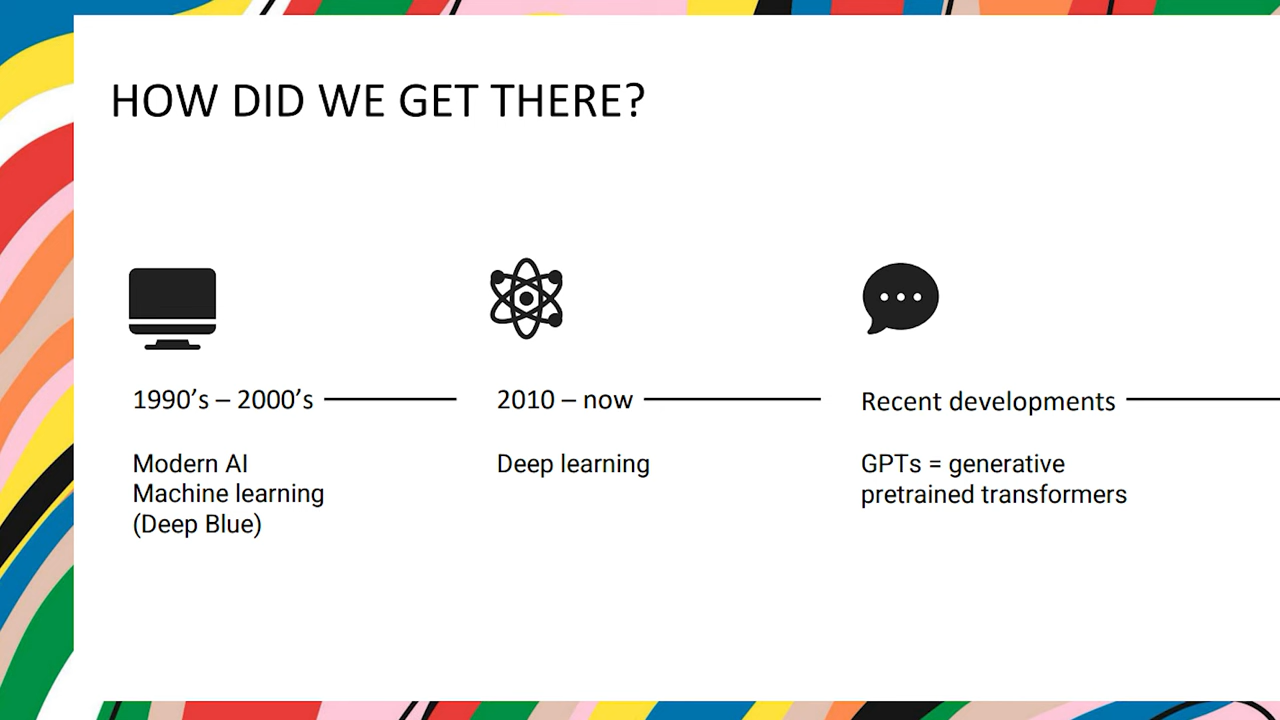 HOW DID WE GET THERE?
1990’s – 2000’s
Modern AI
Machine learning
(Deep Blue)
2010 – now
Deep learning
Recent developments
GPTs = generative
pretrained transformers